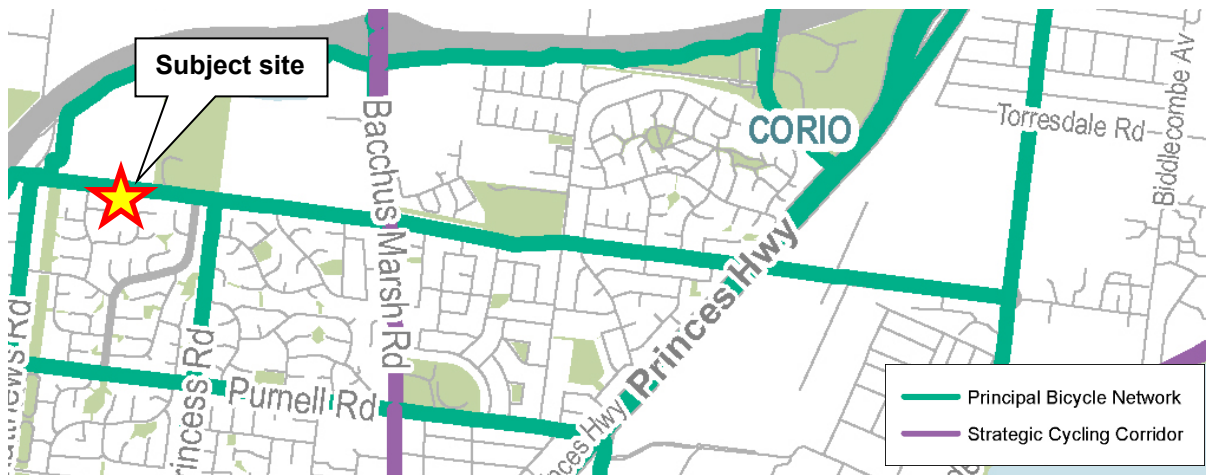 Subject site
Bacchus Marsh Rd
CORIO
Torresdale Rd
Biddlecombe Av
Princes Hwy
Princess Rd
Purnell Rd
Princes Hwy
Principal Bicycle Network
Strategic Cycling Corridor